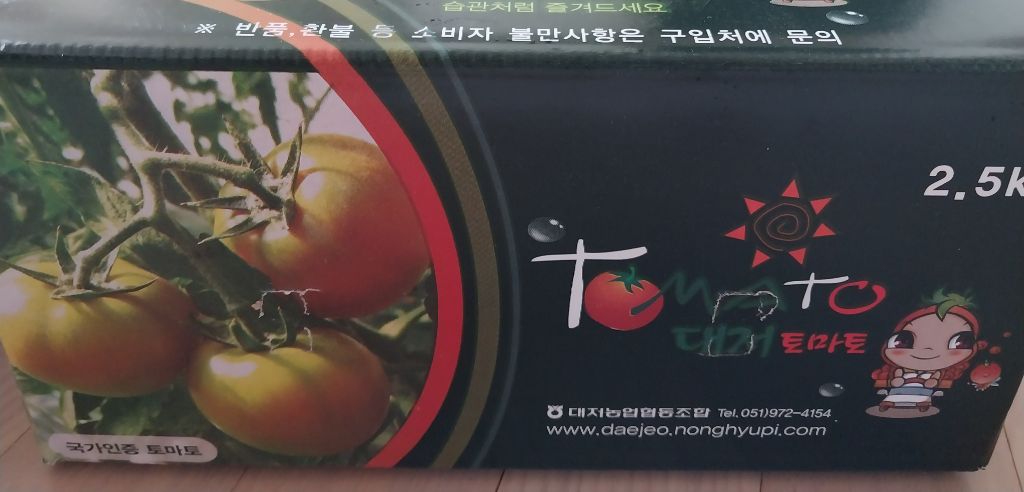 습관처럼 즐겨드세요
※ 반품,환불 등 소비자 불만사항은 구입처에 문의
2.5k
TOMATO
대저 토마토
대저농업협동조합 Tel.051)972-4154
www.daejeo.nonghyupi.com
국가인증 토마토